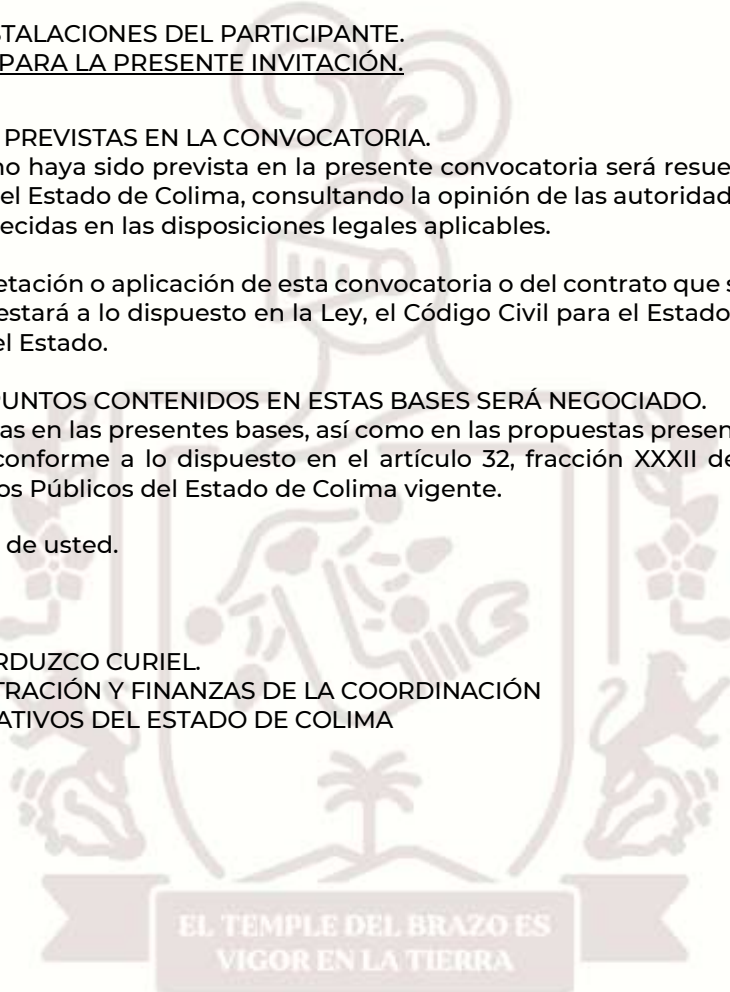 STALACIONES DEL PARTICIPANTE.
PARA LA PRESENTE INVITACIÓN.
PREVISTAS EN LA CONVOCATORIA.
no haya sido prevista en la presente convocatoria será resue
el Estado de Colima, consultando la opinión de las autoridad
ecidas en las disposiciones legales aplicables.
etación o aplicación de esta convocatoria o del contrato que s
estará a lo dispuesto en la Ley, el Código Civil para el Estado
el Estado.
PUNTOS CONTENIDOS EN ESTAS BASES SERÁ NEGOCIADO.
as en las presentes bases, así como en las propuestas presen
conforme a lo dispuesto en el artículo 32, fracción XXXII de
os Públicos del Estado de Colima vigente.
de usted.
RDUZCO CURIEL.
TRACIÓN Y FINANZAS DE LA COORDINACIÓN
ATIVOS DEL ESTADO DE COLIMA
EL TEMPLE DEL BRAZO ES
VIGOR EN LA TIERRA